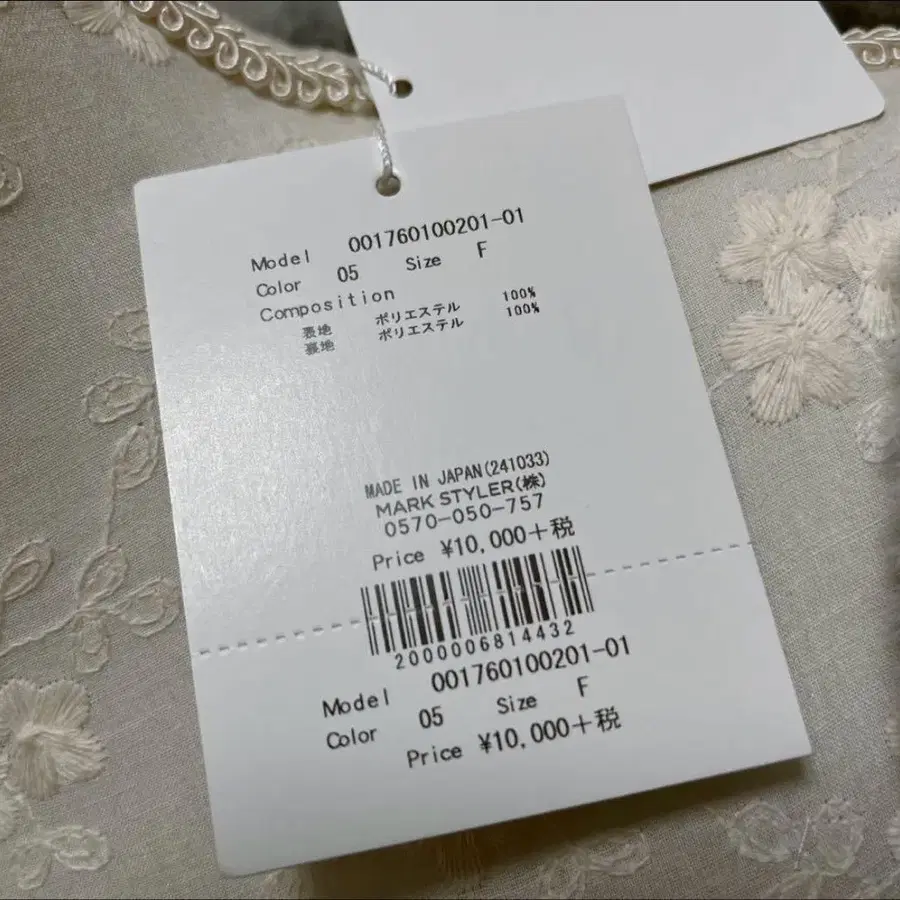 Model 001760100201-01
Color 05 Size F
Composition
表地 ポリエステル 100%
裏地 ポリエステル 100%
MADE IN JAPAN(241033)
MARK STYLER(株)
0570-050-757
Price ¥10,000+税
2000006814432
Model 001760100201-01
Color 05 Size F
Price ¥10,000+税